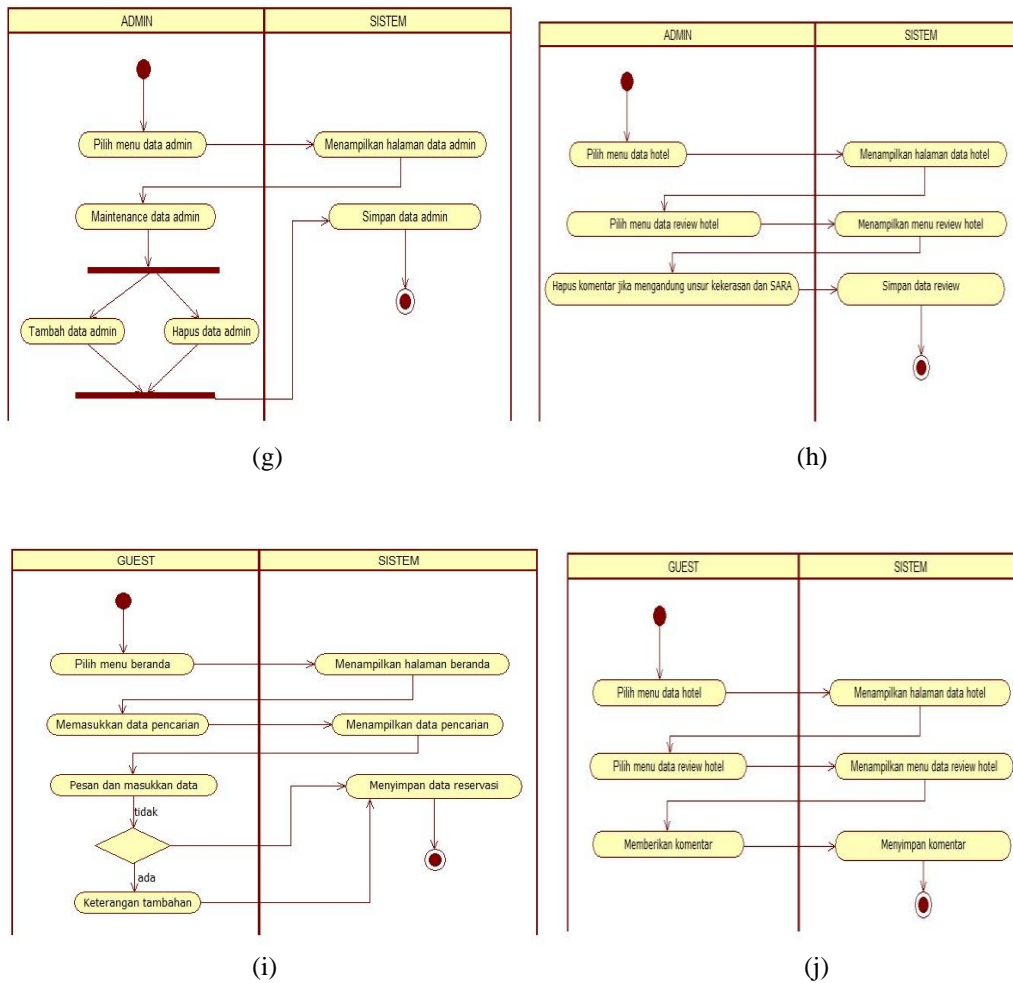 ADMIN
SISTEM
Pilih menu data admin
Menampilkan halaman data admin
Maintenance data admin
Simpan data admin
Tambah data admin
Hapus data admin
(g)
ADMIN
SISTEM
Pilih menu data hotel
Menampilkan halaman data hotel
Pilih menu data review hotel
Menampilkan menu review hotel
Hapus komentar jika mengandung unsur kekerasan dan SARA
Simpan data review
(h)
GUEST
SISTEM
Pilih menu beranda
Menampilkan halaman beranda
Memasukkan data pencarian
Menampilkan data pencarian
Pesan dan masukkan data
Menyimpan data reservasi
tidak
ada
Keterangan tambahan
(i)
GUEST
SISTEM
Pilih menu data hotel
Menampilkan halaman data hotel
Pilih menu data review hotel
Menampilkan menu data review hotel
Memberikan komentar
Menyimpan komentar
(j)